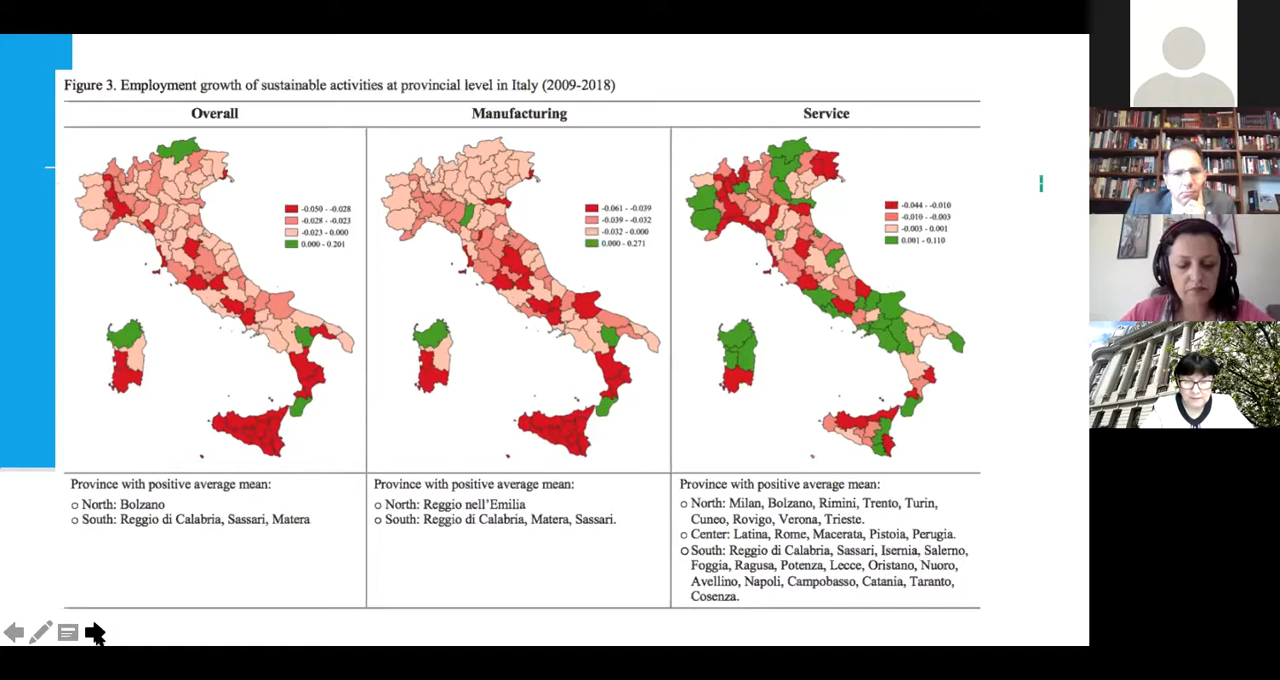 Figure 3. Employment growth of sustainable activities at provincial level in Italy (2009-2018)
Overall
Manufacturing
Service
-0.050 - -0.028
-0.028 - -0.023
-0.023 - 0.000
0.000 - 0.201
-0.061 - -0.039
-0.039 - -0.032
-0.032 - 0.000
0.000 - 0.271
-0.044 - -0.010
-0.010 - -0.003
-0.003 - 0.001
0.001 - 0.110
Province with positive average mean:
o North: Bolzano
o South: Reggio di Calabria, Sassari, Matera
Province with positive average mean:
o North: Reggio nell'Emilia
o South: Reggio di Calabria, Matera, Sassari.
Province with positive average mean:
o North: Milan, Bolzano, Rimini, Trento, Turin,
Cuneo, Rovigo, Verona, Trieste.
o Center: Latina, Rome, Macerata, Pistoia, Perugia.
o South: Reggio di Calabria, Sassari, Isernia, Salerno,
Foggia, Ragusa, Potenza, Lecce, Oristano, Nuoro,
Avellino, Napoli, Campobasso, Catania, Taranto,
Cosenza.